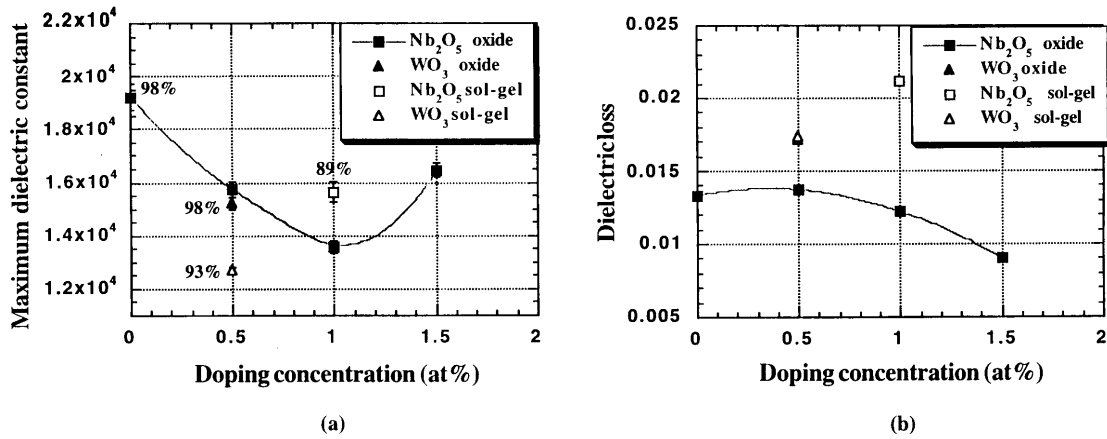 (a)
Maximum dielectric constant
2.2x10⁴
2x10⁴
1.8x10⁴
1.6x10⁴
1.4x10⁴
1.2x10⁴
98%
98%
93%
89%
Nb₂O₅ oxide
WO₃ oxide
Nb₂O₅ sol-gel
WO₃ sol-gel
0 0.5 1 1.5 2
Doping concentration (at%)
(a)
(b)
Dielectricloss
0.025
0.02
0.015
0.01
0.005
Nb₂O₅ oxide
WO₃ oxide
Nb₂O₅ sol-gel
WO₃ sol-gel
0 0.5 1 1.5 2
Doping concentration (at%)
(b)